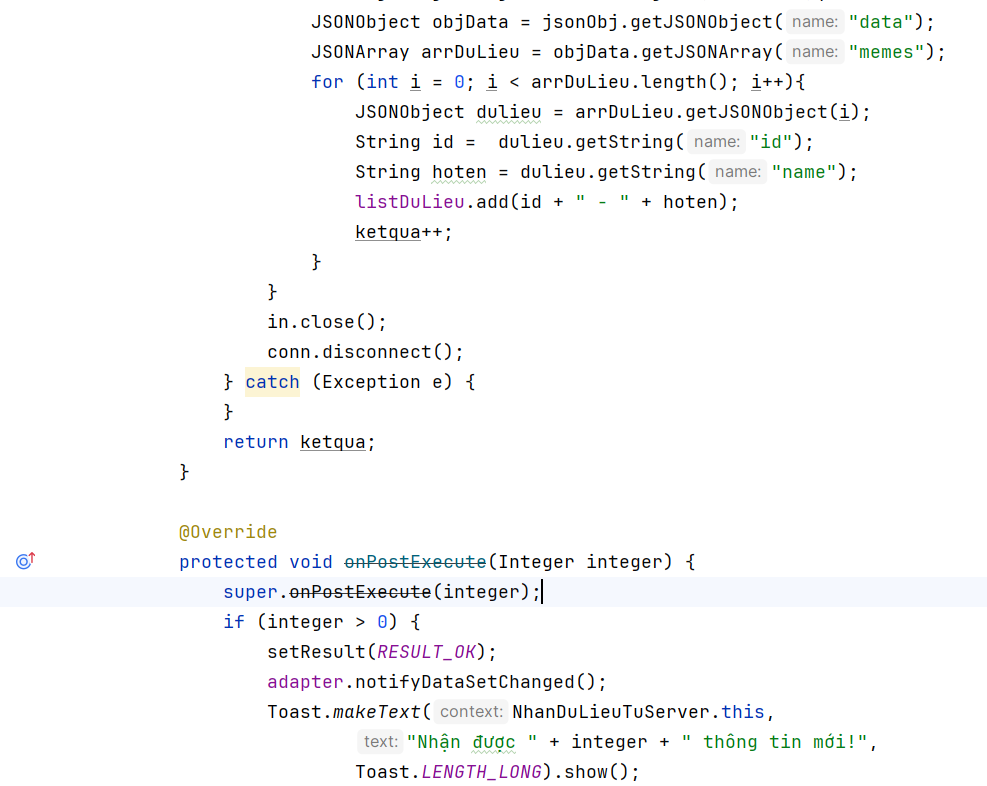 JSONObject objData = jsonObj.getJSONObject( name: "data");
JSONArray arrDuLieu = objData.getJSONArray( name: "memes");
for (int i = 0; i < arrDuLieu.length(); i++){
JSONObject dulieu = arrDuLieu.getJSONObject(i);
String id =  dulieu.getString( name: "id");
String hoten = dulieu.getString( name: "name");
listDuLieu.add(id + " - " + hoten);
ketqua++;
}
}
in.close();
conn.disconnect();
} catch (Exception e) {
}
return ketqua;
}
@Override
protected void onPostExecute(Integer integer) {
super.onPostExecute(integer);
if (integer > 0) {
setResult(RESULT_OK);
adapter.notifyDataSetChanged();
Toast.makeText( context: NhanDuLieuTuServer.this,
text: "Nhận được " + integer + " thông tin mới!",
Toast.LENGTH_LONG).show();